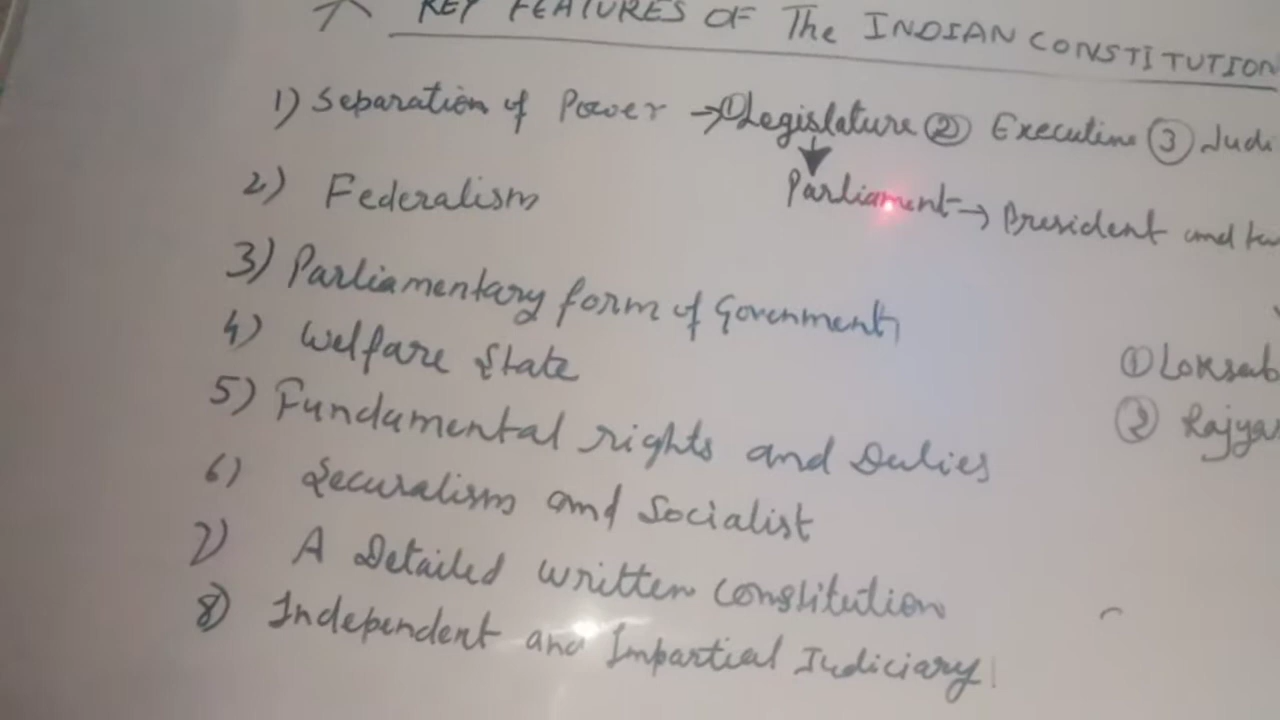 KEY FEATURES OF The INDIAN CONSTITUTION
1) Separation of Power → ① Legislature ② Executive ③ Judi
Parliament → President and
2) Federalism
3) Parliamentary form of Government
① Loksab
4) Welfare State
② Rajya
5) Fundamental rights and Duties
6) Securalism and Socialist
7) A Detailed written constitution
8) Independent and Impartial Judiciary